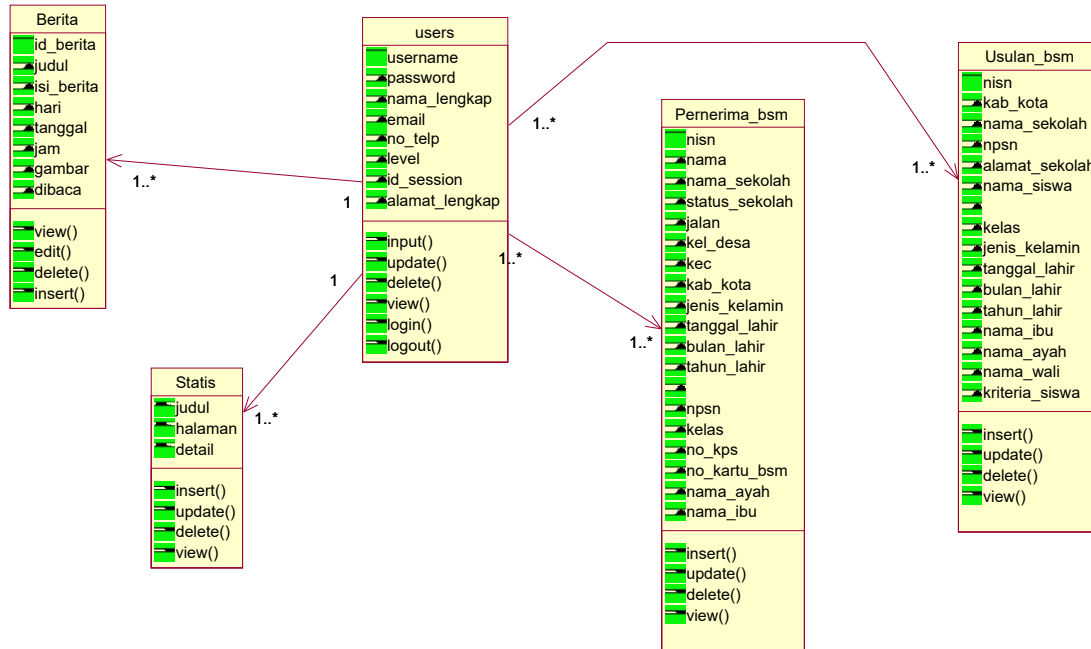 Berita
id_berita
judul
isi_berita
hari
tanggal
jam
gambar
dibaca
view()
edit()
delete()
insert()
1..*
users
username
password
nama_lengkap
email
no_telp
level
id_session
alamat_lengkap
input()
update()
delete()
view()
login()
logout()
1
1
1..*
1..*
Statis
judul
halaman
detail
insert()
update()
delete()
view()
1..*
Pernerima_bsm
nisn
nama
nama_sekolah
status_sekolah
jalan
kel_desa
kec
kab_kota
jenis_kelamin
tanggal_lahir
bulan_lahir
tahun_lahir
npsn
kelas
no_kps
no_kartu_bsm
nama_ayah
nama_ibu
insert()
update()
delete()
view()
1..*
Usulan_bsm
nisn
kab_kota
nama_sekolah
npsn
alamat_sekolah
nama_siswa
kelas
jenis_kelamin
tanggal_lahir
bulan_lahir
tahun_lahir
nama_ibu
nama_ayah
nama_wali
kriteria_siswa
insert()
update()
delete()
view()
1..*